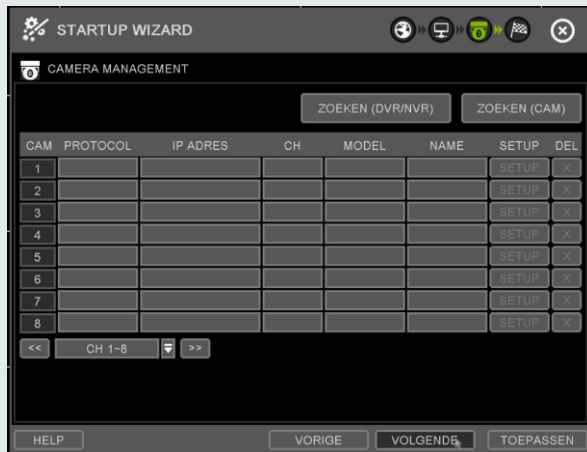 STARTUP WIZARD
CAMERA MANAGEMENT
ZOEKEN (DVR/NVR) ZOEKEN (CAM)
CAM PROTOCOL IP ADRES CH MODEL NAME SETUP DEL
1 SETUP X
2 SETUP X
3 SETUP X
4 SETUP X
5 SETUP X
6 SETUP X
7 SETUP X
8 SETUP X
<< CH 1~8 >>
HELP VORIGE VOLGENDE TOEPASSEN